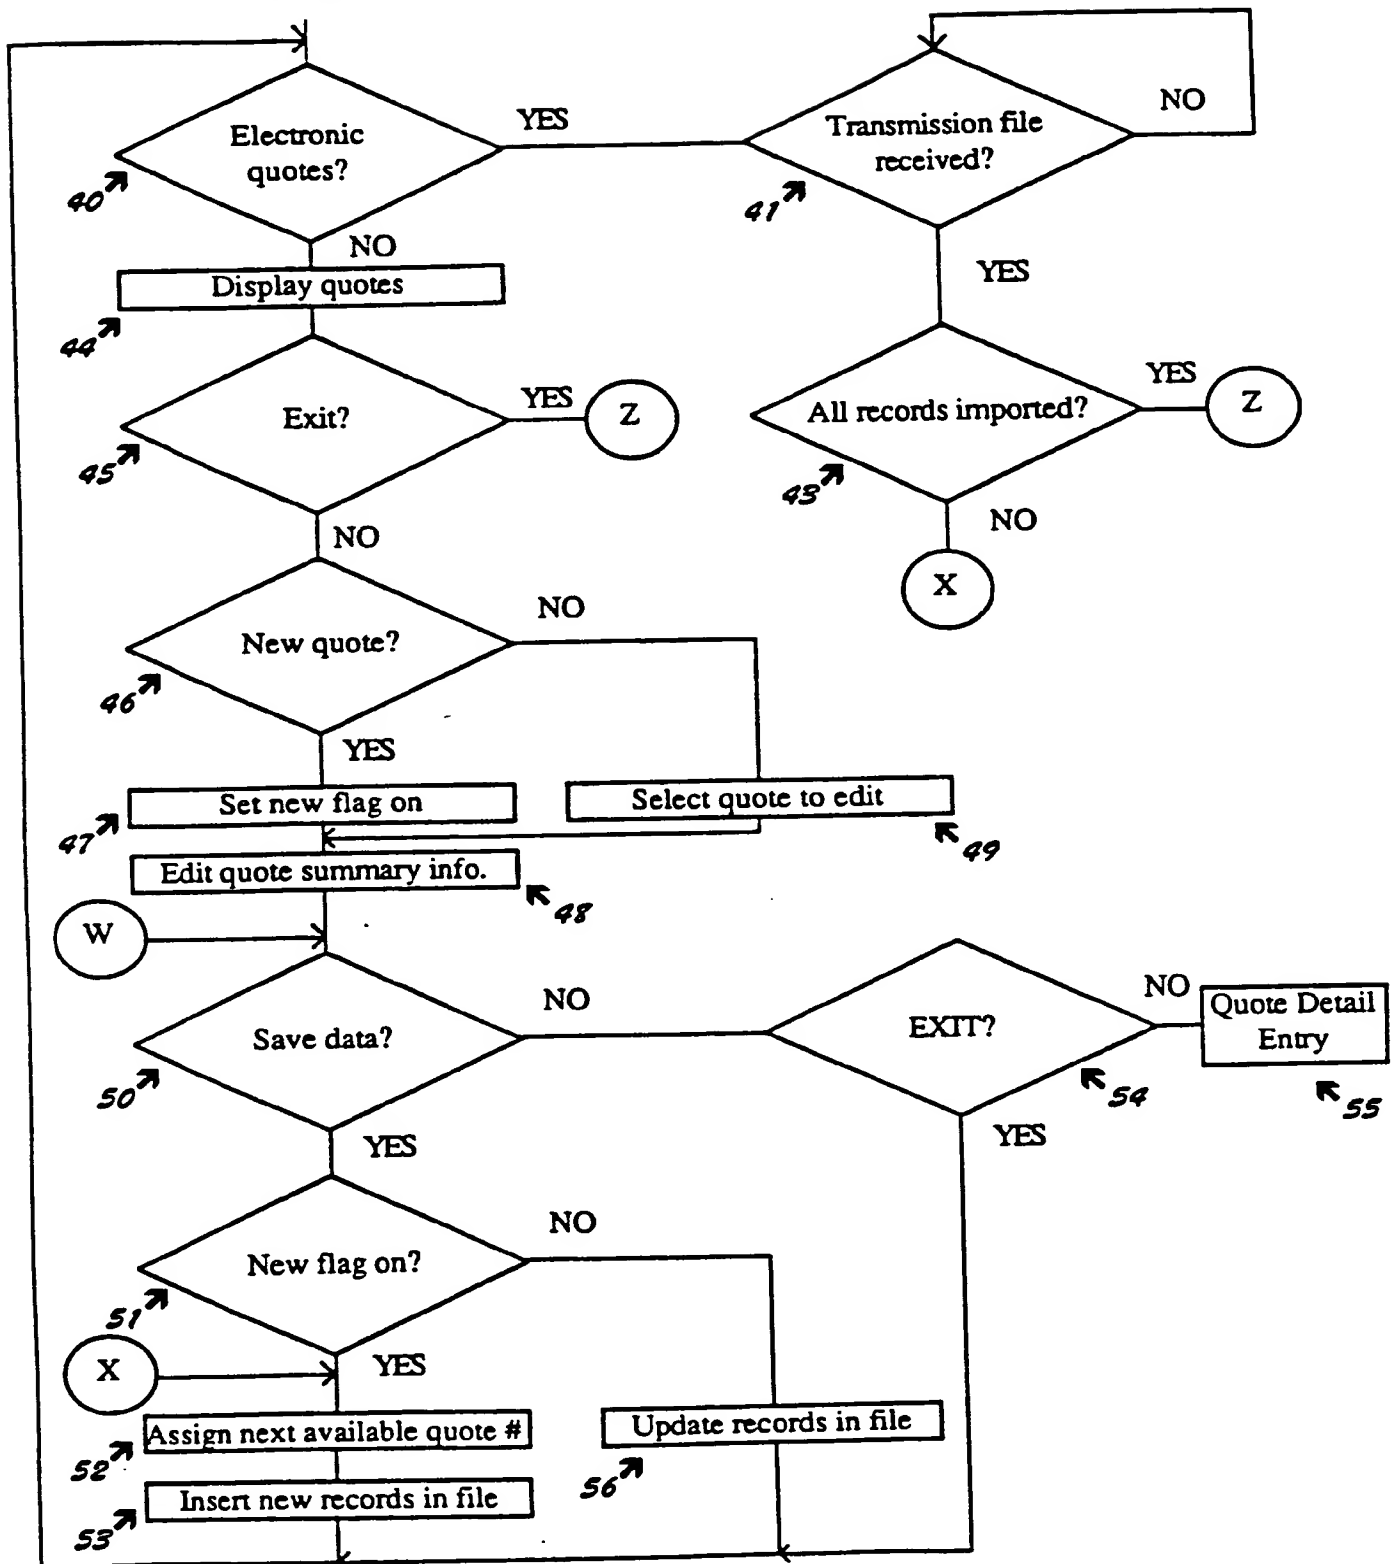 Electronic
quotes?
YES
40
NO
Transmission file
received?
NO
41
YES
Display quotes
44
Exit?
YES
Z
45
NO
All records imported?
YES
Z
43
NO
X
New quote?
NO
46
YES
Set new flag on
47
Select quote to edit
49
Edit quote summary info.
48
W
Save data?
NO
50
YES
EXIT?
NO
54
YES
Quote Detail
Entry
55
New flag on?
NO
51
YES
X
Assign next available quote #
52
Update records in file
56
Insert new records in file
53